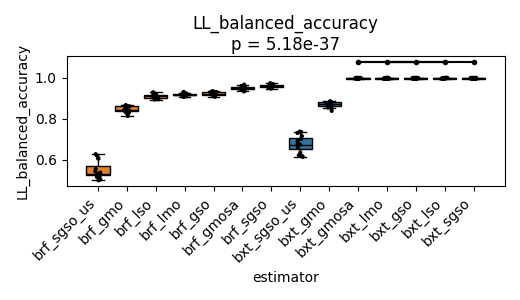 LL_balanced_accuracy
p = 5.18e-37
LL_balanced_accuracy
1.0
0.8
0.6
brf_sgso_us
brf_gmo
brf_lso
brf_lmo
brf_gso
brf_gmosa
brf_sgso
bxt_sgso_us
bxt_gmo
bxt_gmosa
bxt_lmo
bxt_gso
bxt_lso
bxt_sgso
estimator